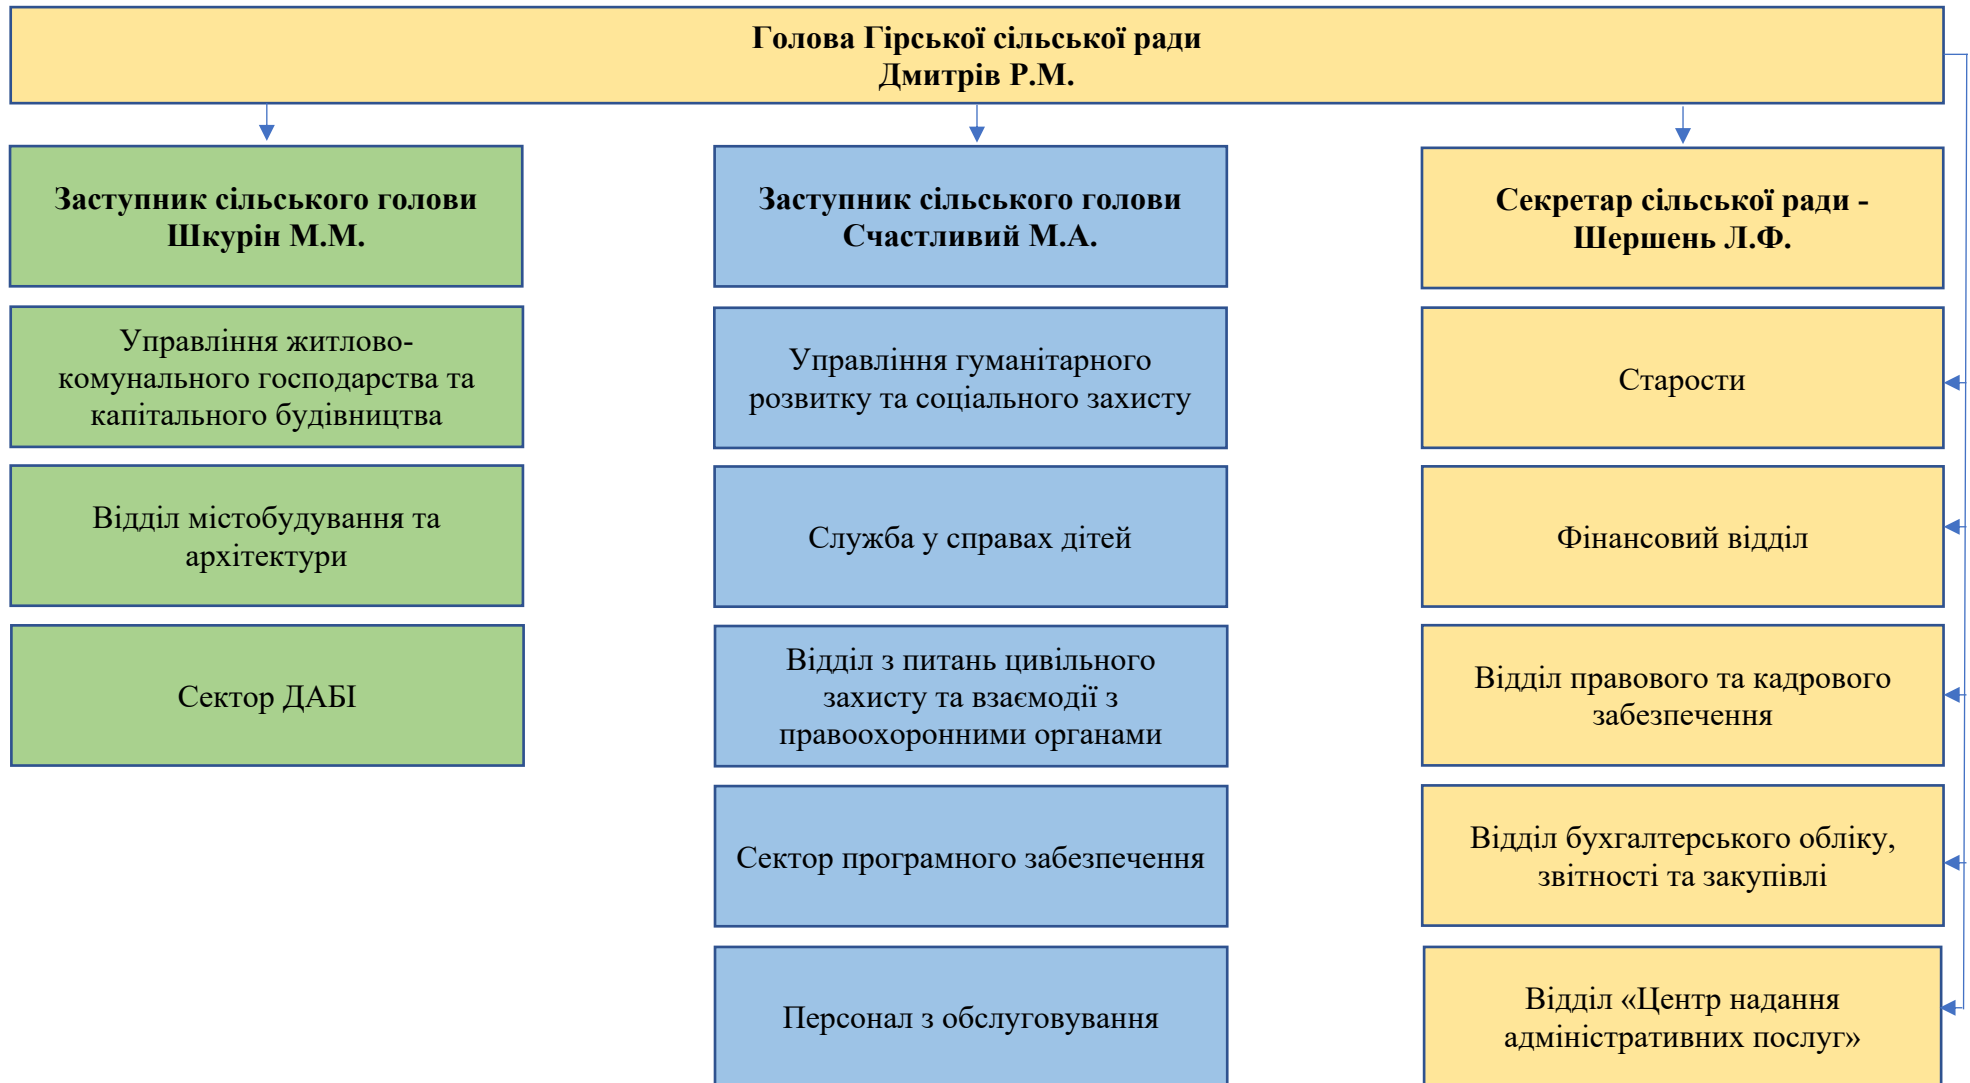 Голова Гірської сільської ради
Дмитрів Р.М.
Заступник сільського голови
Шкурін М.М.
Управління житлово-
комунального господарства та
капітального будівництва
Відділ містобудування та
архітектури
Сектор ДАБІ
Заступник сільського голови
Счастливий М.А.
Управління гуманітарного
розвитку та соціального захисту
Служба у справах дітей
Відділ з питань цивільного
захисту та взаємодії з
правоохоронними органами
Сектор програмного забезпечення
Персонал з обслуговування
Секретар сільської ради -
Шершень Л.Ф.
Старости
Фінансовий відділ
Відділ правового та кадрового
забезпечення
Відділ бухгалтерського обліку,
звітності та закупівлі
Відділ «Центр надання
адміністративних послуг»